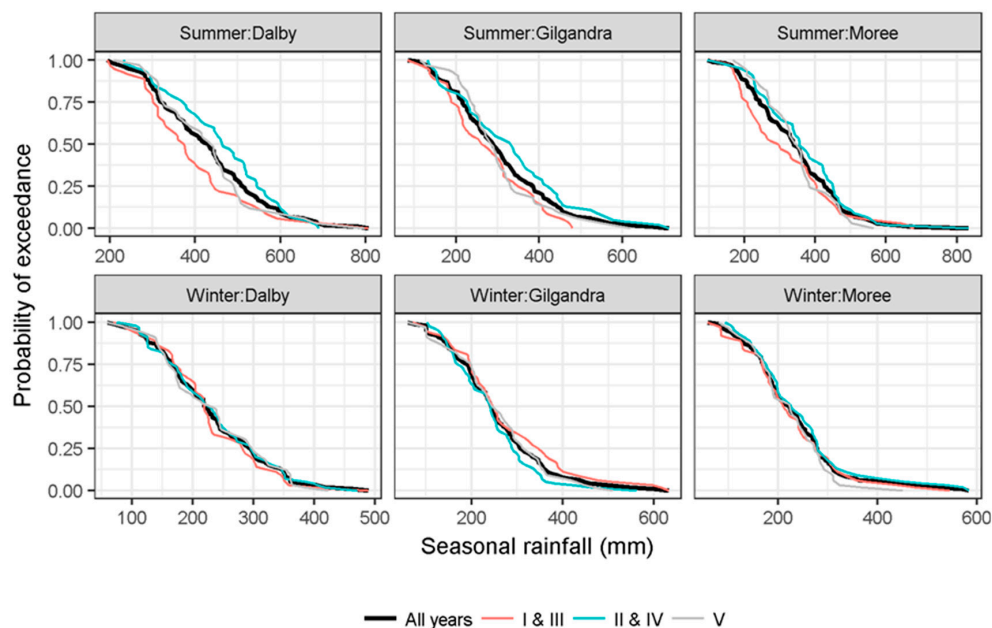 Summer:Dalby
Summer:Gilgandra
Summer:Moree
1.00
0.75
0.50
0.25
0.00
200 400 600 800
200 400 600
200 400 600 800
Winter:Dalby
Winter:Gilgandra
Winter:Moree
1.00
0.75
0.50
0.25
0.00
100 200 300 400 500
200 400 600
200 400 600
Probability of exceedance
Seasonal rainfall (mm)
All years I & III II & IV V